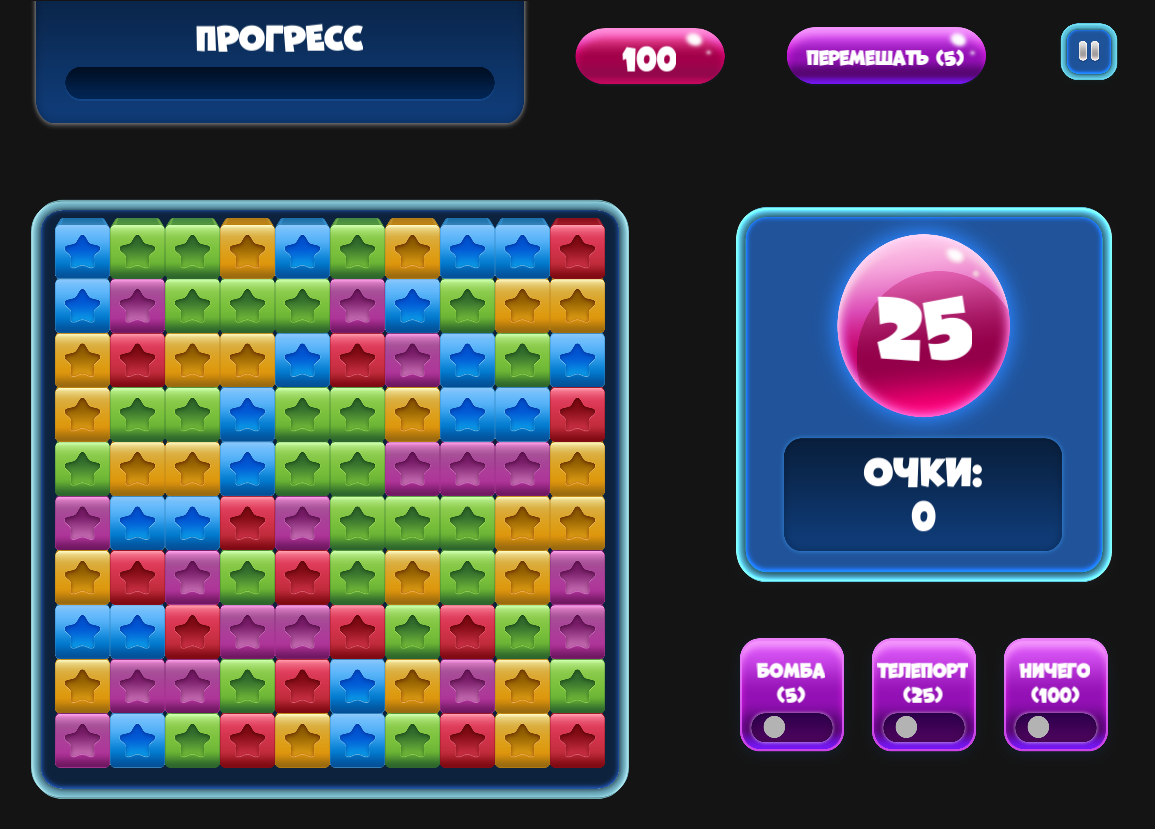 ПРОГРЕСС
100
ПЕРЕМЕШАТЬ (5)
25
ОЧКИ:
0
БОМБА
(5)
ТЕЛЕПОРТ
(25)
НИЧЕГО
(100)